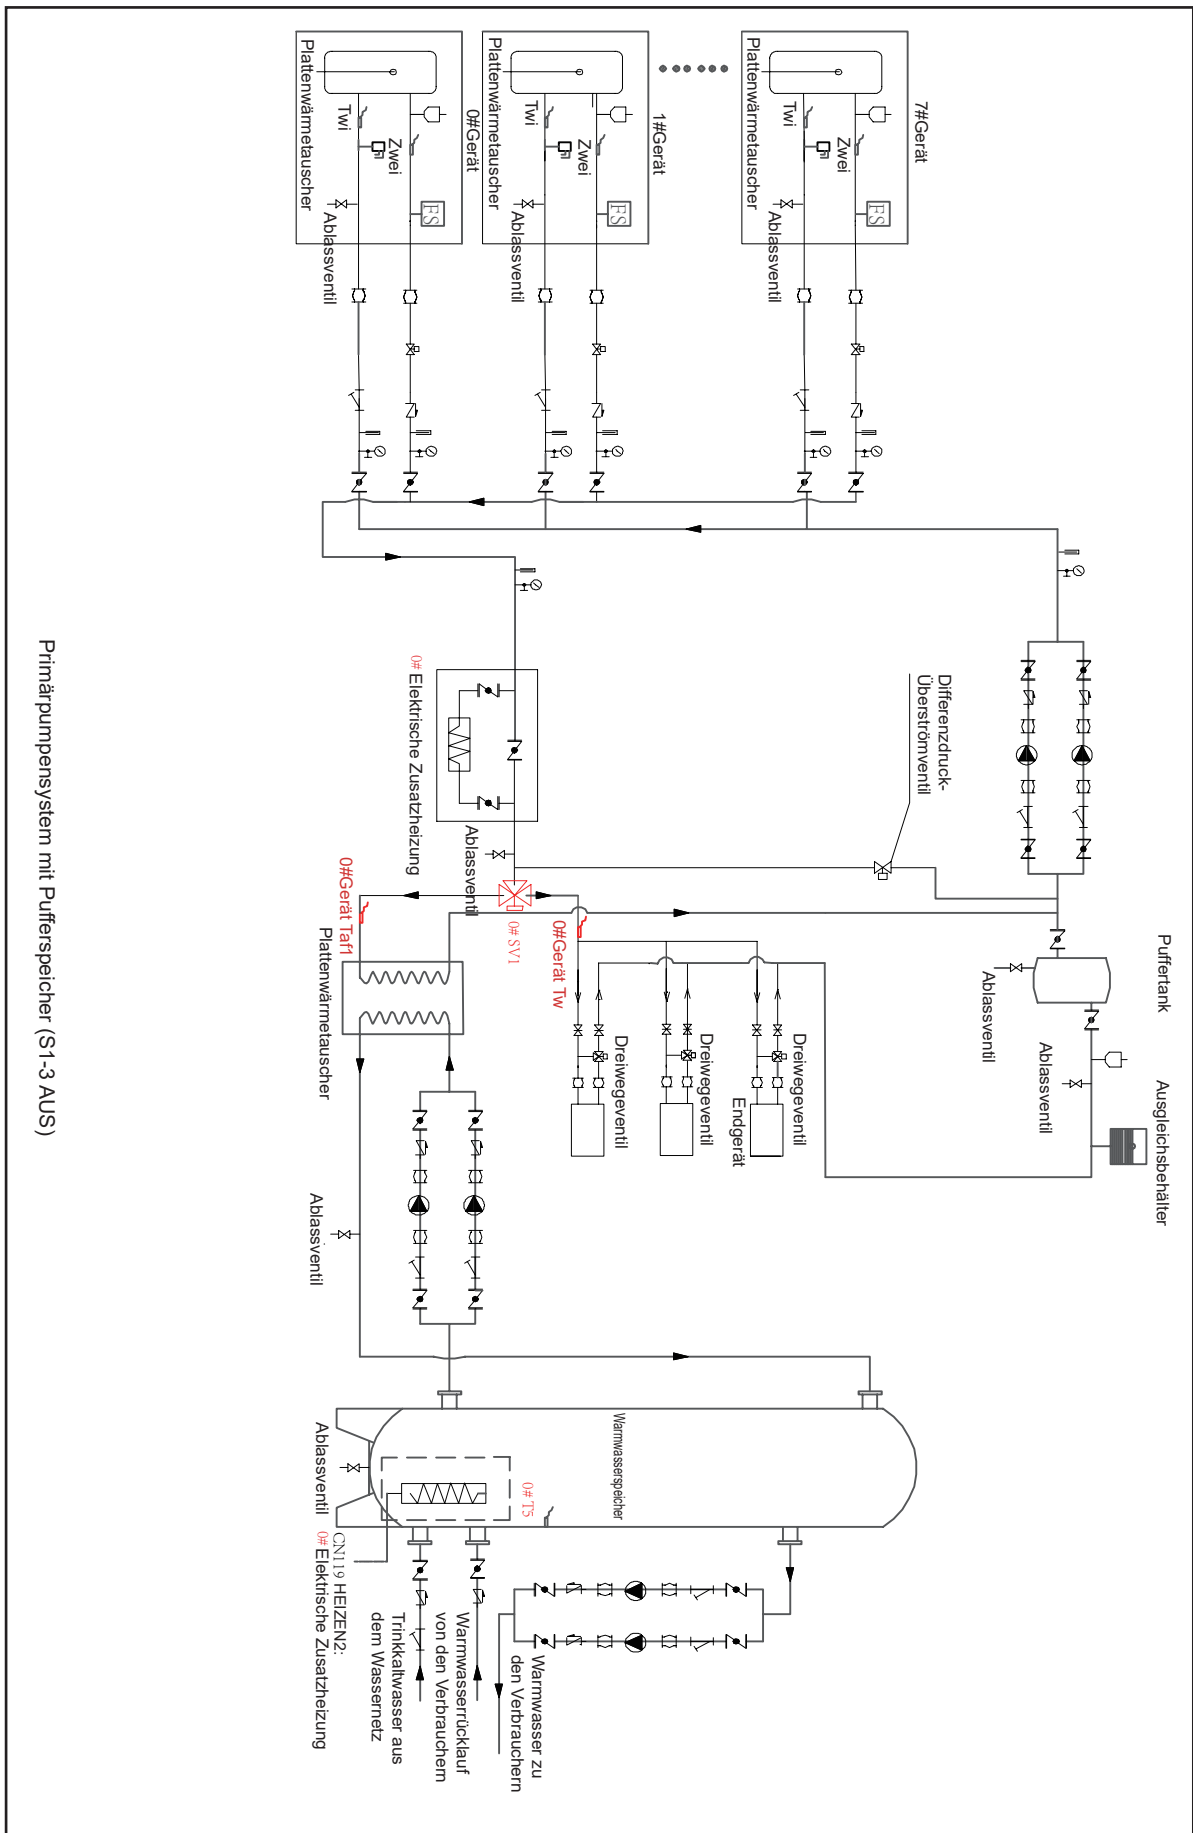 7#Gerät
Plattenwärmetauscher
Twi
Zwei
FS
Ablassventil
1#Gerät
Plattenwärmetauscher
Twi
Zwei
FS
Ablassventil
0#Gerät
Plattenwärmetauscher
Twi
Zwei
FS
Ablassventil
Puffertank
Ausgleichsbehälter
Ablassventil
Ablassventil
Differenzdruck-
Überströmventil
Dreiwegeventil
Endgerät
Dreiwegeventil
Dreiwegeventil
0#Gerät Tw
0# SV1
Ablassventil
0# Elektrische Zusatzheizung
0#Gerät Taf1
Plattenwärmetauscher
Ablassventil
Warmwasserspeicher
0# T5
Ablassventil
CN119 HEIZEN2:
0# Elektrische Zusatzheizung
Warmwasser zu
den Verbrauchern
Warmwasserrücklauf
von den Verbrauchern
Trinkkaltwasser aus
dem Wassernetz
Primärpumpensystem mit Pufferspeicher (S1-3 AUS)